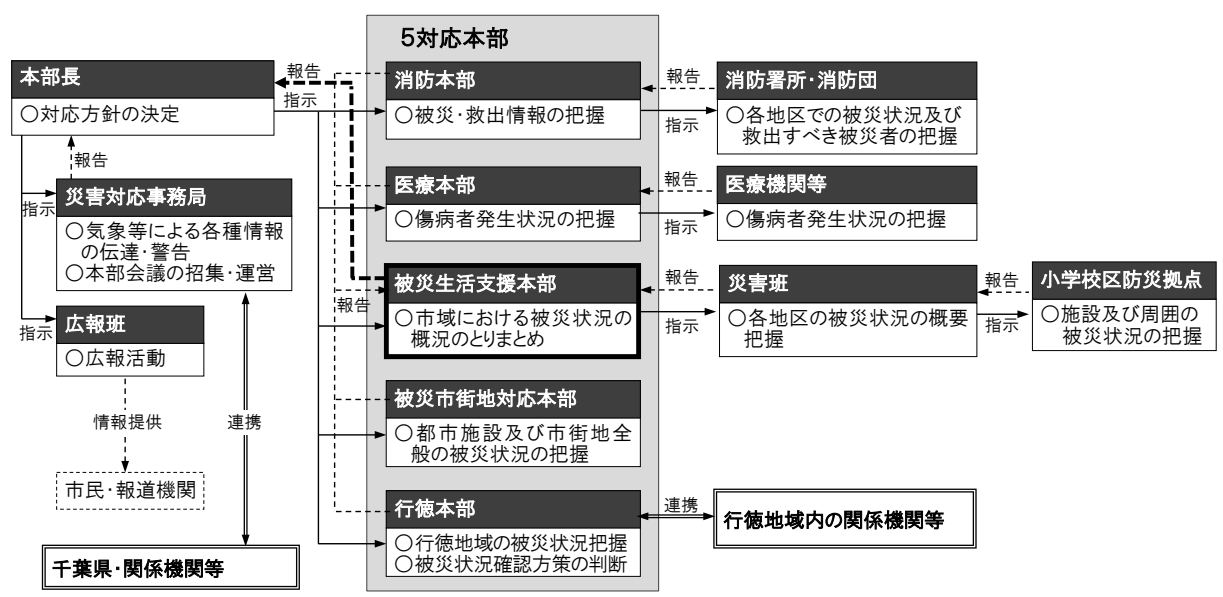 5対応本部
本部長
○対応方針の決定
報告
指示
報告
指示
災害対応事務局
○気象等による各種情報
の伝達・警告
○本部会議の招集・運営
指示
広報班
○広報活動
情報提供
連携
市民・報道機関
千葉県・関係機関等
消防本部
○被災・救出情報の把握
報告
指示
消防署所・消防団
○各地区での被災状況及び
救出すべき被災者の把握
医療本部
○傷病者発生状況の把握
報告
指示
医療機関等
○傷病者発生状況の把握
報告
被災生活支援本部
○市域における被災状況の
概況のとりまとめ
報告
指示
災害班
○各地区の被災状況の概要
把握
報告
指示
小学校区防災拠点
○施設及び周囲の
被災状況の把握
被災市街地対応本部
○都市施設及び市街地全
般の被災状況の把握
行徳本部
○行徳地域の被災状況把握
○被災状況確認方策の判断
連携
行徳地域内の関係機関等